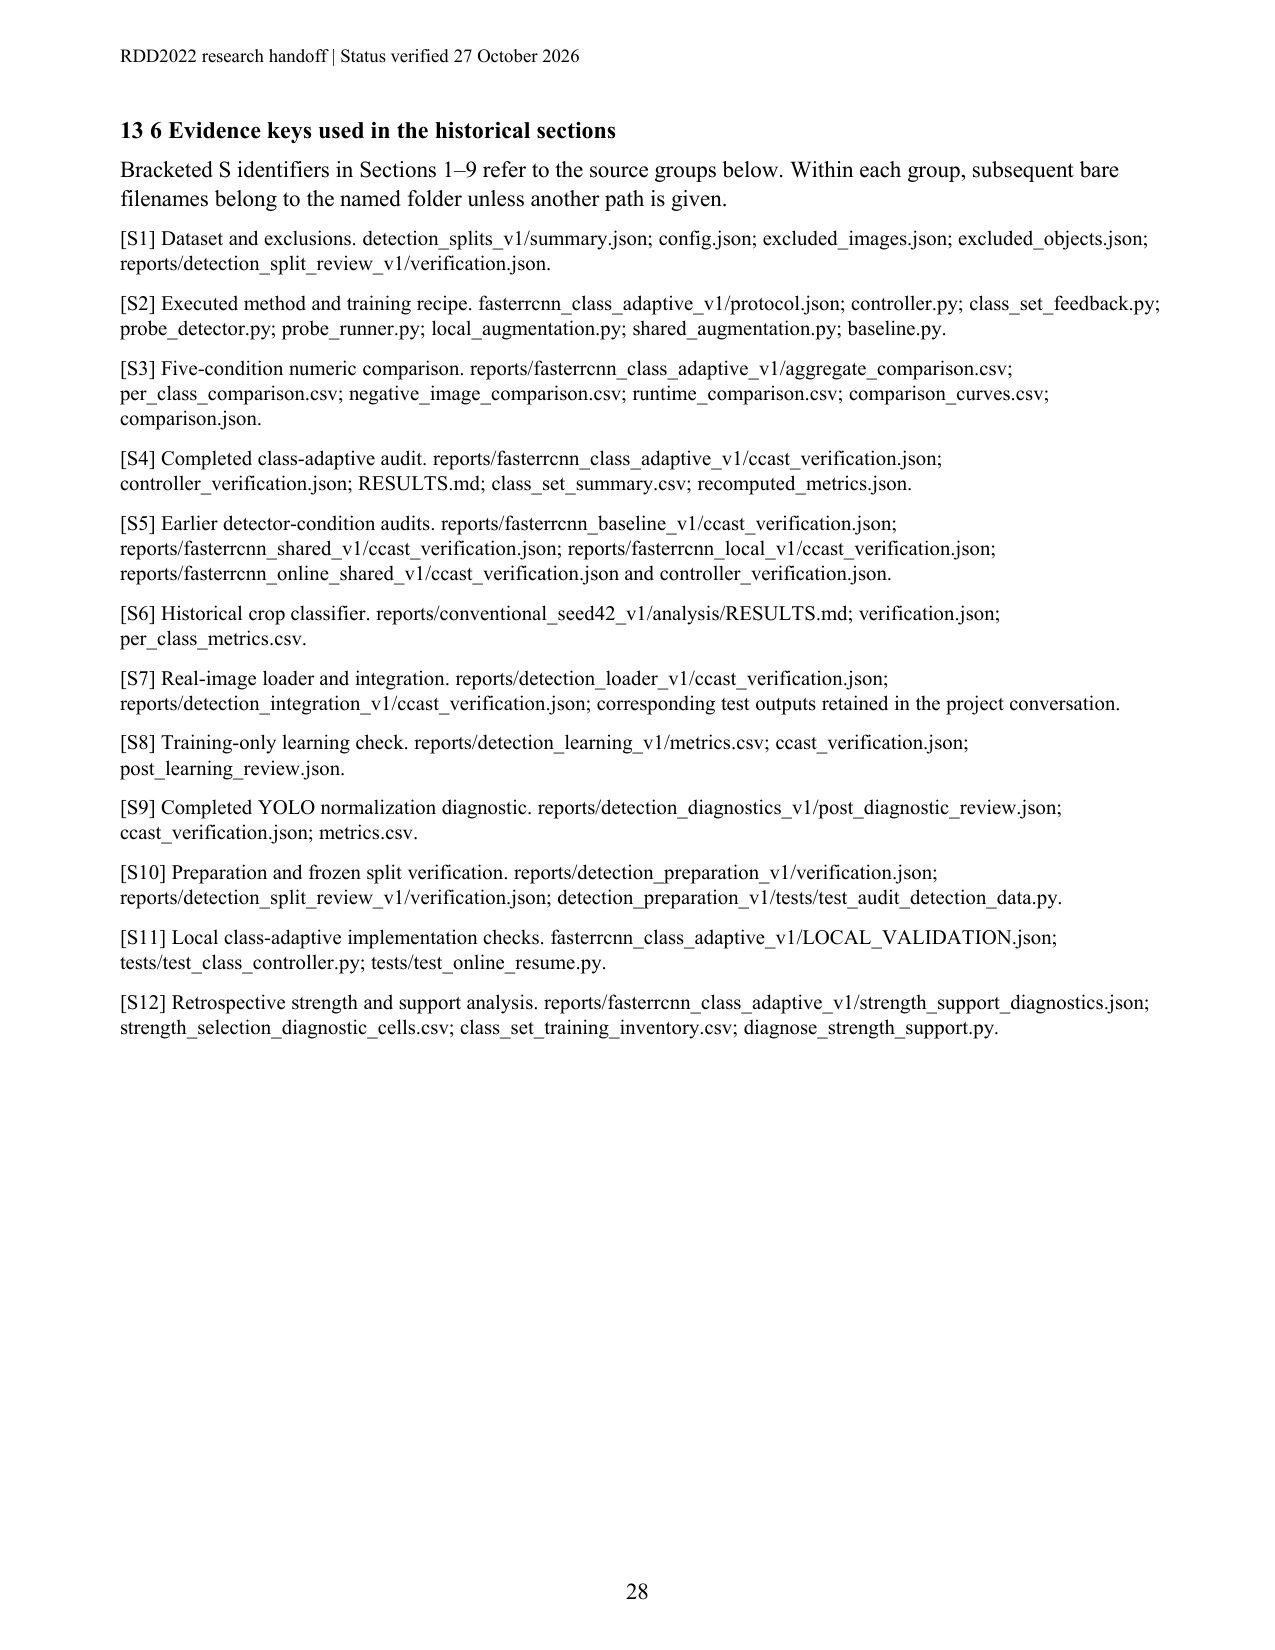 RDD2022 research handoff | Status verified 27 October 2026
13 6 Evidence keys used in the historical sections
Bracketed S identifiers in Sections 1–9 refer to the source groups below. Within each group, subsequent bare
filenames belong to the named folder unless another path is given.
[S1] Dataset and exclusions. detection_splits_v1/summary.json; config.json; excluded_images.json; excluded_objects.json;
reports/detection_split_review_v1/verification.json.
[S2] Executed method and training recipe. fasterrcnn_class_adaptive_v1/protocol.json; controller.py; class_set_feedback.py;
probe_detector.py; probe_runner.py; local_augmentation.py; shared_augmentation.py; baseline.py.
[S3] Five-condition numeric comparison. reports/fasterrcnn_class_adaptive_v1/aggregate_comparison.csv;
per_class_comparison.csv; negative_image_comparison.csv; runtime_comparison.csv; comparison_curves.csv;
comparison.json.
[S4] Completed class-adaptive audit. reports/fasterrcnn_class_adaptive_v1/ccast_verification.json;
controller_verification.json; RESULTS.md; class_set_summary.csv; recomputed_metrics.json.
[S5] Earlier detector-condition audits. reports/fasterrcnn_baseline_v1/ccast_verification.json;
reports/fasterrcnn_shared_v1/ccast_verification.json; reports/fasterrcnn_local_v1/ccast_verification.json;
reports/fasterrcnn_online_shared_v1/ccast_verification.json and controller_verification.json.
[S6] Historical crop classifier. reports/conventional_seed42_v1/analysis/RESULTS.md; verification.json;
per_class_metrics.csv.
[S7] Real-image loader and integration. reports/detection_loader_v1/ccast_verification.json;
reports/detection_integration_v1/ccast_verification.json; corresponding test outputs retained in the project conversation.
[S8] Training-only learning check. reports/detection_learning_v1/metrics.csv; ccast_verification.json;
post_learning_review.json.
[S9] Completed YOLO normalization diagnostic. reports/detection_diagnostics_v1/post_diagnostic_review.json;
ccast_verification.json; metrics.csv.
[S10] Preparation and frozen split verification. reports/detection_preparation_v1/verification.json;
reports/detection_split_review_v1/verification.json; detection_preparation_v1/tests/test_audit_detection_data.py.
[S11] Local class-adaptive implementation checks. fasterrcnn_class_adaptive_v1/LOCAL_VALIDATION.json;
tests/test_class_controller.py; tests/test_online_resume.py.
[S12] Retrospective strength and support analysis. reports/fasterrcnn_class_adaptive_v1/strength_support_diagnostics.json;
strength_selection_diagnostic_cells.csv; class_set_training_inventory.csv; diagnose_strength_support.py.
28